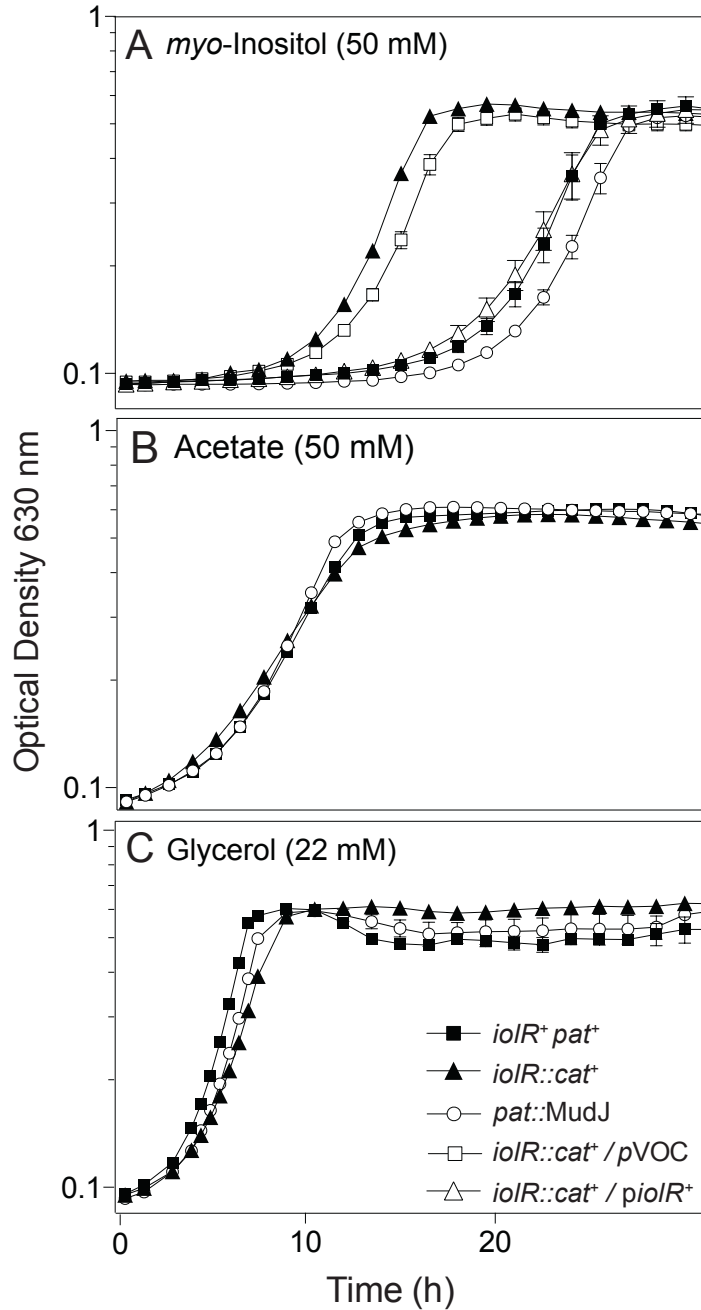 1
A myo-Inositol (50 mM)
0.1
1
B Acetate (50 mM)
Optical Density 630 nm
0.1
1
C Glycerol (22 mM)
iolR⁺ pat⁺
iolR::cat⁺
pat::MudJ
iolR::cat⁺ / pVOC
iolR::cat⁺ / piolR⁺
0.1
0 10 20
Time (h)